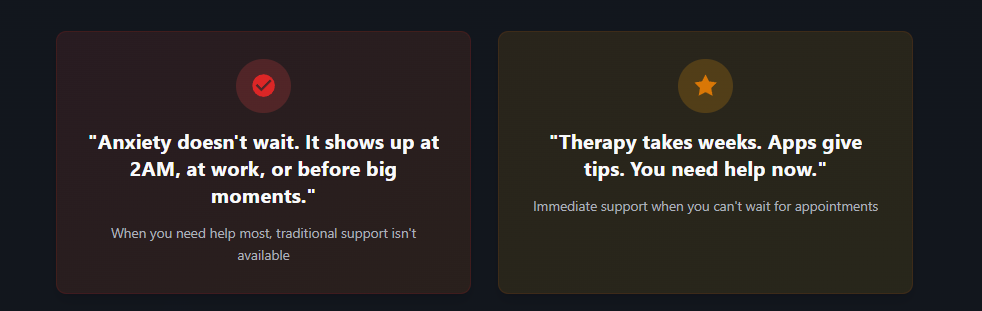 "Anxiety doesn't wait. It shows up at
2AM, at work, or before big
moments."
When you need help most, traditional support isn't
available
"Therapy takes weeks. Apps give
tips. You need help now."
Immediate support when you can't wait for appointments